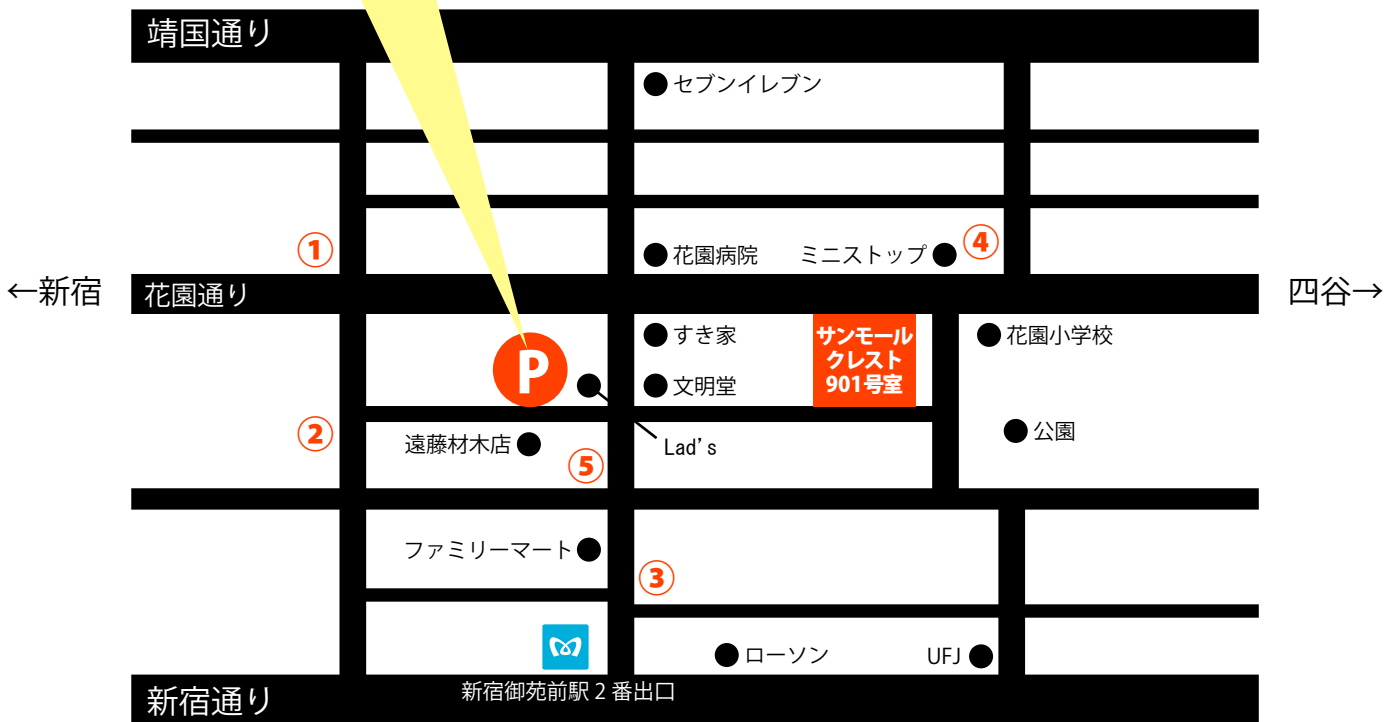 靖国通り
セブンイレブン
①
花園病院
ミニストップ
④
←新宿
花園通り
四谷→
P
すき家
サンモール
クレスト
901号室
花園小学校
文明堂
②
遠藤材木店
⑤
Lad's
公園
ファミリーマート
③
ローソン
UFJ
新宿御苑前駅2番出口
新宿通り